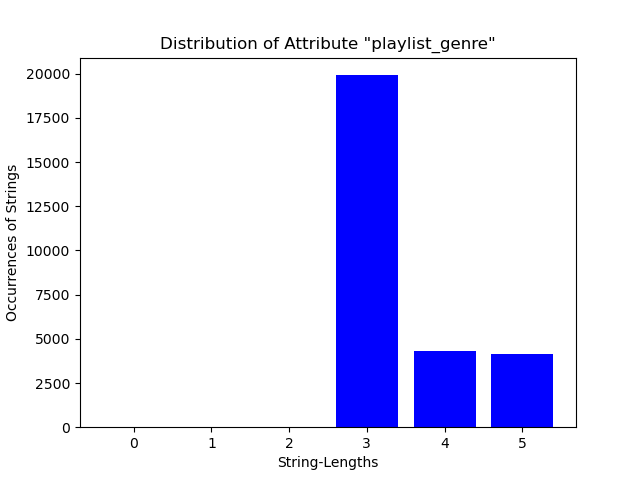 Distribution of Attribute "playlist_genre"
Occurrences of Strings
20000
17500
15000
12500
10000
7500
5000
2500
0
0 1 2 3 4 5
String-Lengths